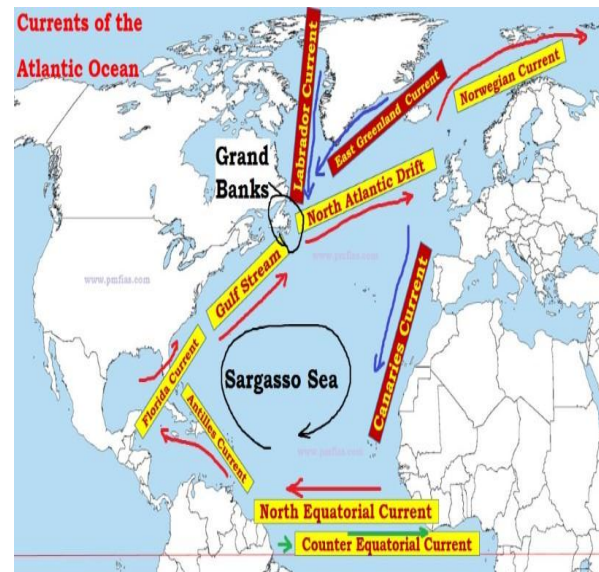 Currents of the
Atlantic Ocean
Labrador Current
East Greenland Current
Norwegian Current
Grand
Banks
North Atlantic Drift
www.pmfias.com
www.pmfias.com
Gulf Stream
Canaries Current
Florida Current
Sargasso Sea
Antilles Current
www.pmfias.com
North Equatorial Current
Counter Equatorial Current